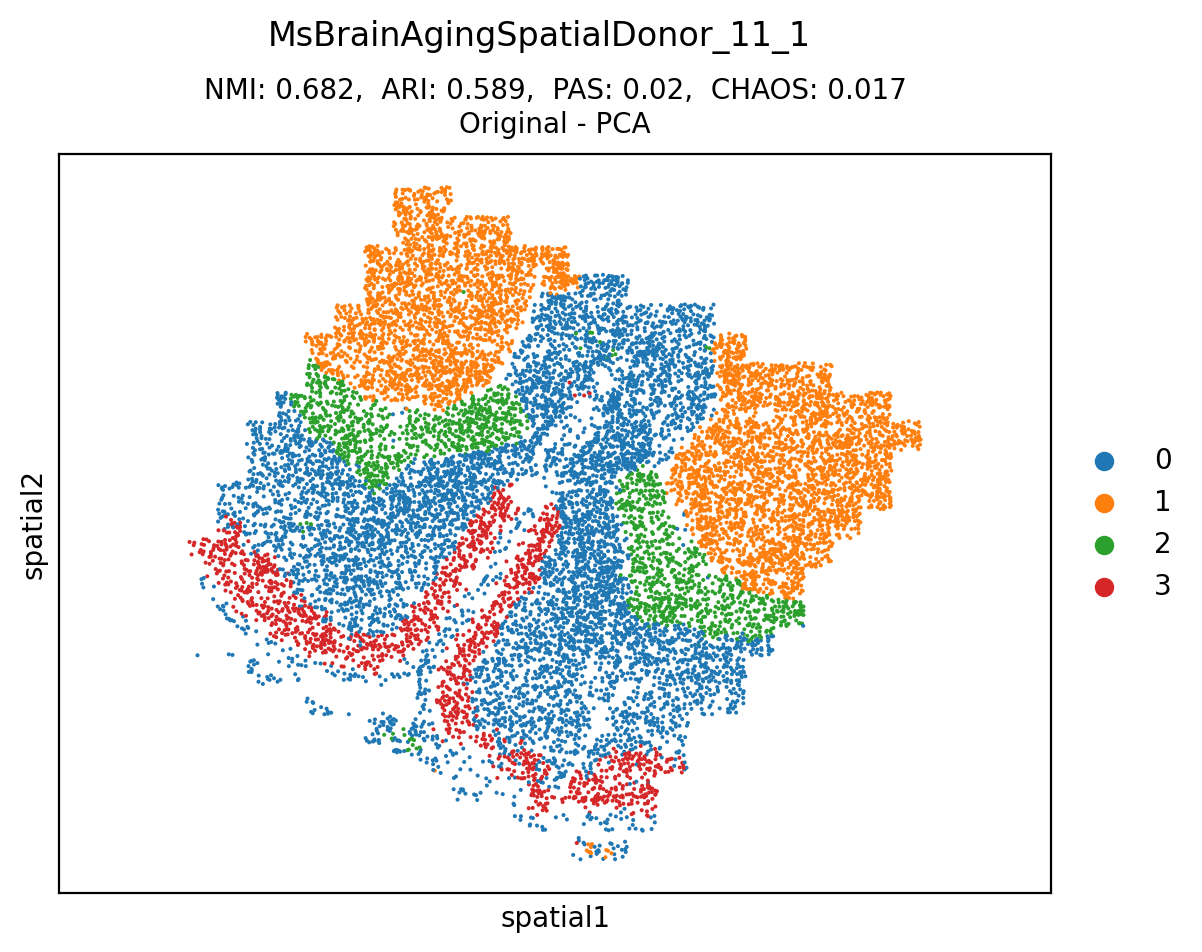 MsBrainAgingSpatialDonor_11_1
NMI: 0.682,  ARI: 0.589,  PAS: 0.02,  CHAOS: 0.017
Original - PCA
spatial2
0
1
2
3
spatial1